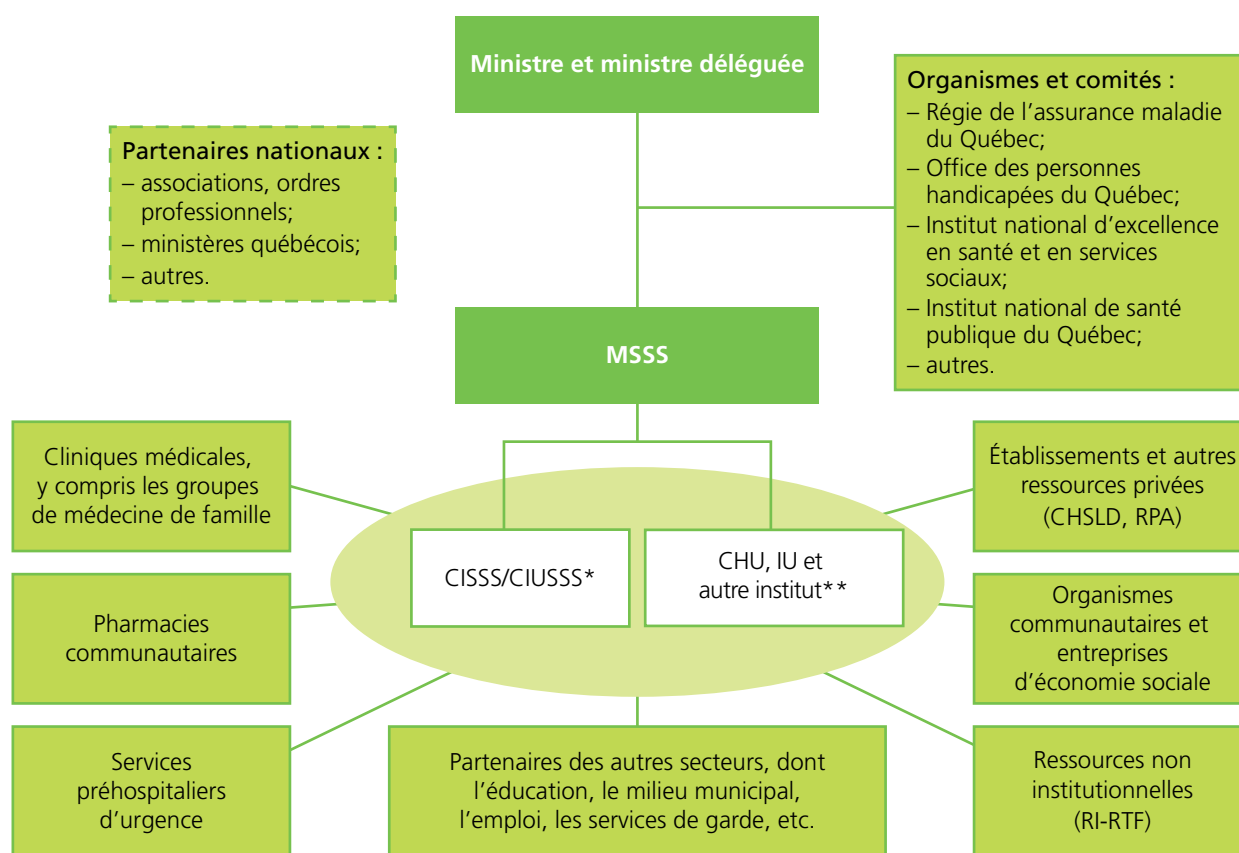 Ministre et ministre déléguée
Partenaires nationaux :
– associations, ordres
professionnels;
– ministères québécois;
– autres.
Organismes et comités :
– Régie de l’assurance maladie
du Québec;
– Office des personnes
handicapées du Québec;
– Institut national d’excellence
en santé et en services
sociaux;
– Institut national de santé
publique du Québec;
– autres.
MSSS
Cliniques médicales,
y compris les groupes
de médecine de famille
Établissements et autres
ressources privées
(CHSLD, RPA)
CISSS/CIUSSS*
CHU, IU et
autre institut**
Pharmacies
communautaires
Organismes
communautaires et
entreprises
d’économie sociale
Services
préhospitaliers
d’urgence
Partenaires des autres secteurs, dont
l’éducation, le milieu municipal,
l’emploi, les services de garde, etc.
Ressources non
institutionnelles
(RI-RTF)